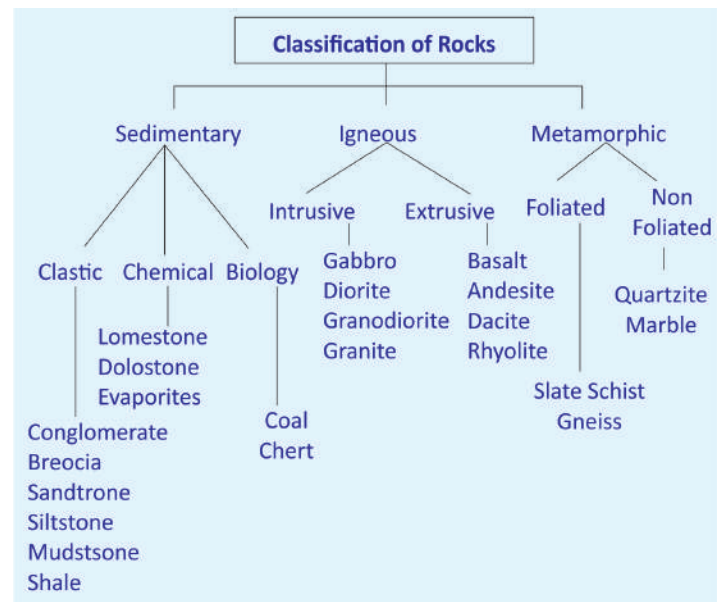 Classification of Rocks
Sedimentary
Igneous
Metamorphic
Intrusive
Extrusive
Foliated
Non
Foliated
Clastic
Chemical
Biology
Gabbro
Diorite
Granodiorite
Granite
Basalt
Andesite
Dacite
Rhyolite
Quartzite
Marble
Lomestone
Dolostone
Evaporites
Slate Schist
Gneiss
Coal
Chert
Conglomerate
Breocia
Sandtrone
Siltstone
Mudstsone
Shale